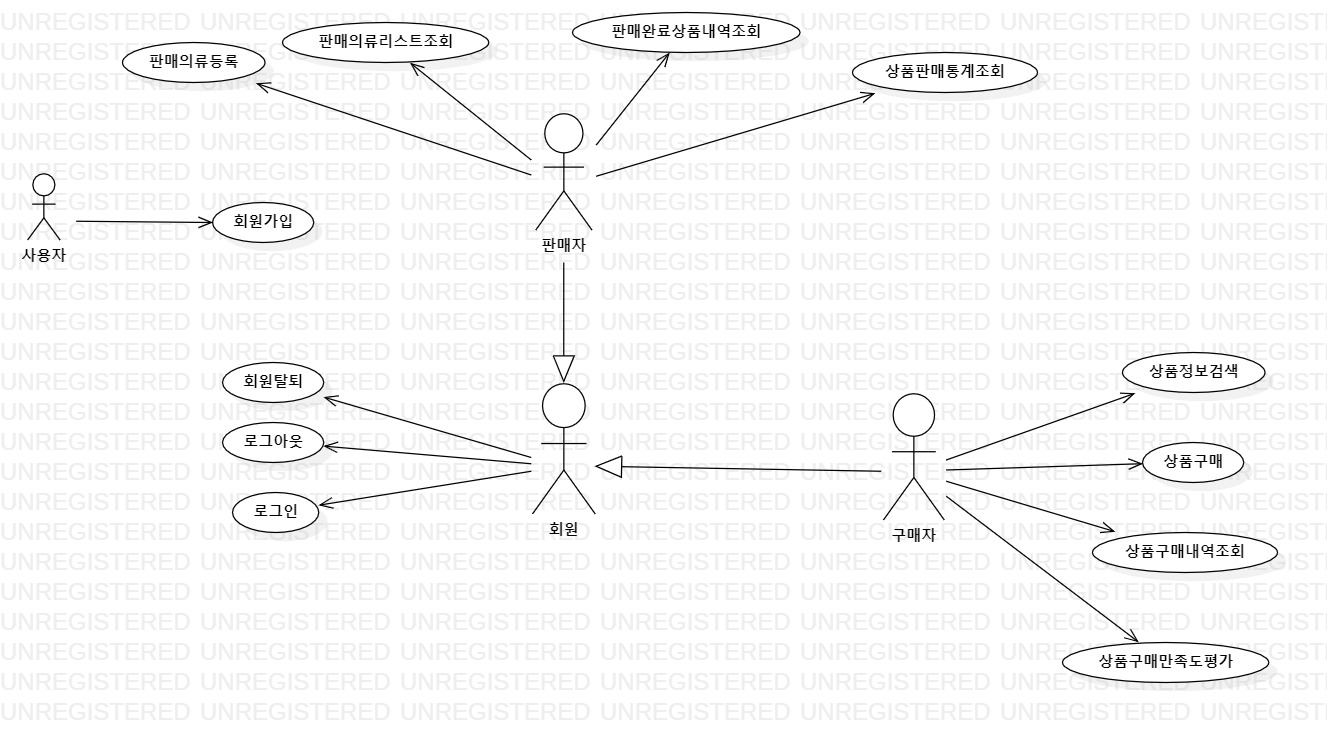 판매의류등록
판매의류리스트조회
판매완료상품내역조회
상품판매통계조회
사용자
회원가입
판매자
회원탈퇴
로그아웃
로그인
회원
구매자
상품정보검색
상품구매
상품구매내역조회
상품구매만족도평가
UNREGISTERED